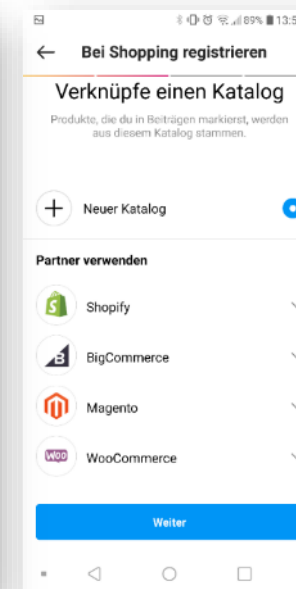 89% 13:5
Bei Shopping registrieren
Verknüpfe einen Katalog
Produkte, die du in Beiträgen markierst, werden
aus diesem Katalog stammen.
Neuer Katalog
Partner verwenden
Shopify
BigCommerce
Magento
WOO WooCommerce
Weiter